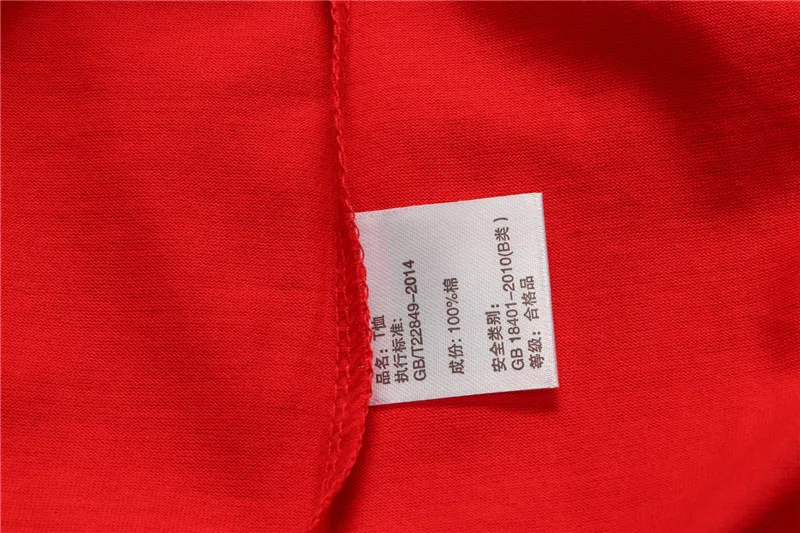 品名：T恤
执行标准:
GB/T22849-2014
成份: 100%棉
安全类别:
GB 18401-2010(B类）
等级：合格品